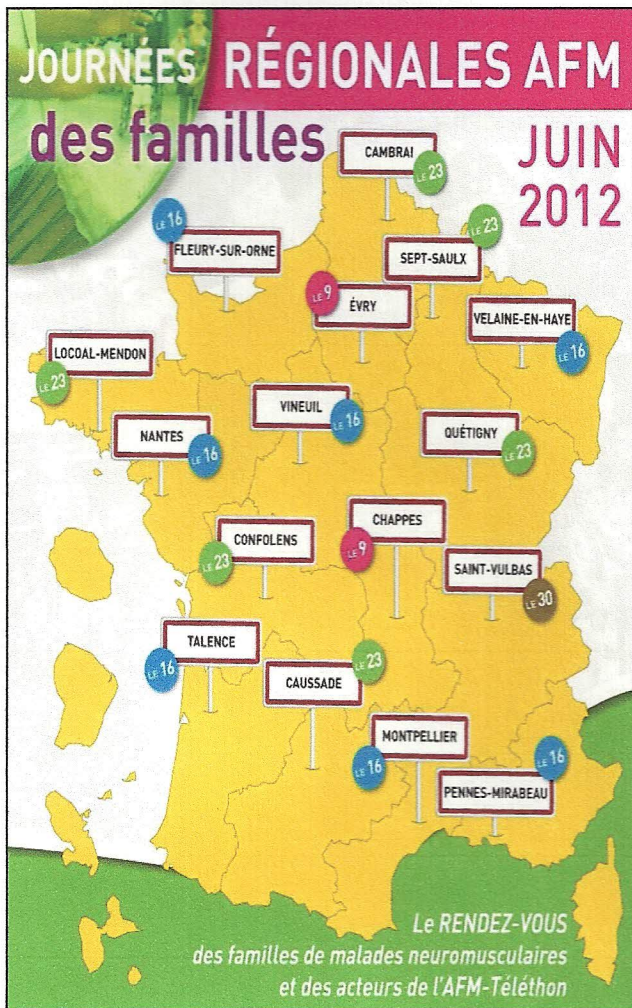 JOURNÉES RÉGIONALES AFM
des familles
JUIN
2012
CAMBRAI
LE 23
LE 16
FLEURY-SUR-ORNE
LE 23
SEPT-SAULX
LE 9
ÉVRY
VELAINE-EN-HAYE
LE 16
LOCOAL-MENDON
LE 23
VINEUIL
LE 16
NANTES
LE 16
QUÉTIGNY
LE 23
CHAPPES
LE 9
CONFOLENS
LE 23
SAINT-VULBAS
LE 30
TALENCE
LE 16
LE 23
CAUSSADE
MONTPELLIER
LE 16
LE 16
PENNES-MIRABEAU
Le RENDEZ-VOUS
des familles de malades neuromusculaires
et des acteurs de l'AFM-Téléthon